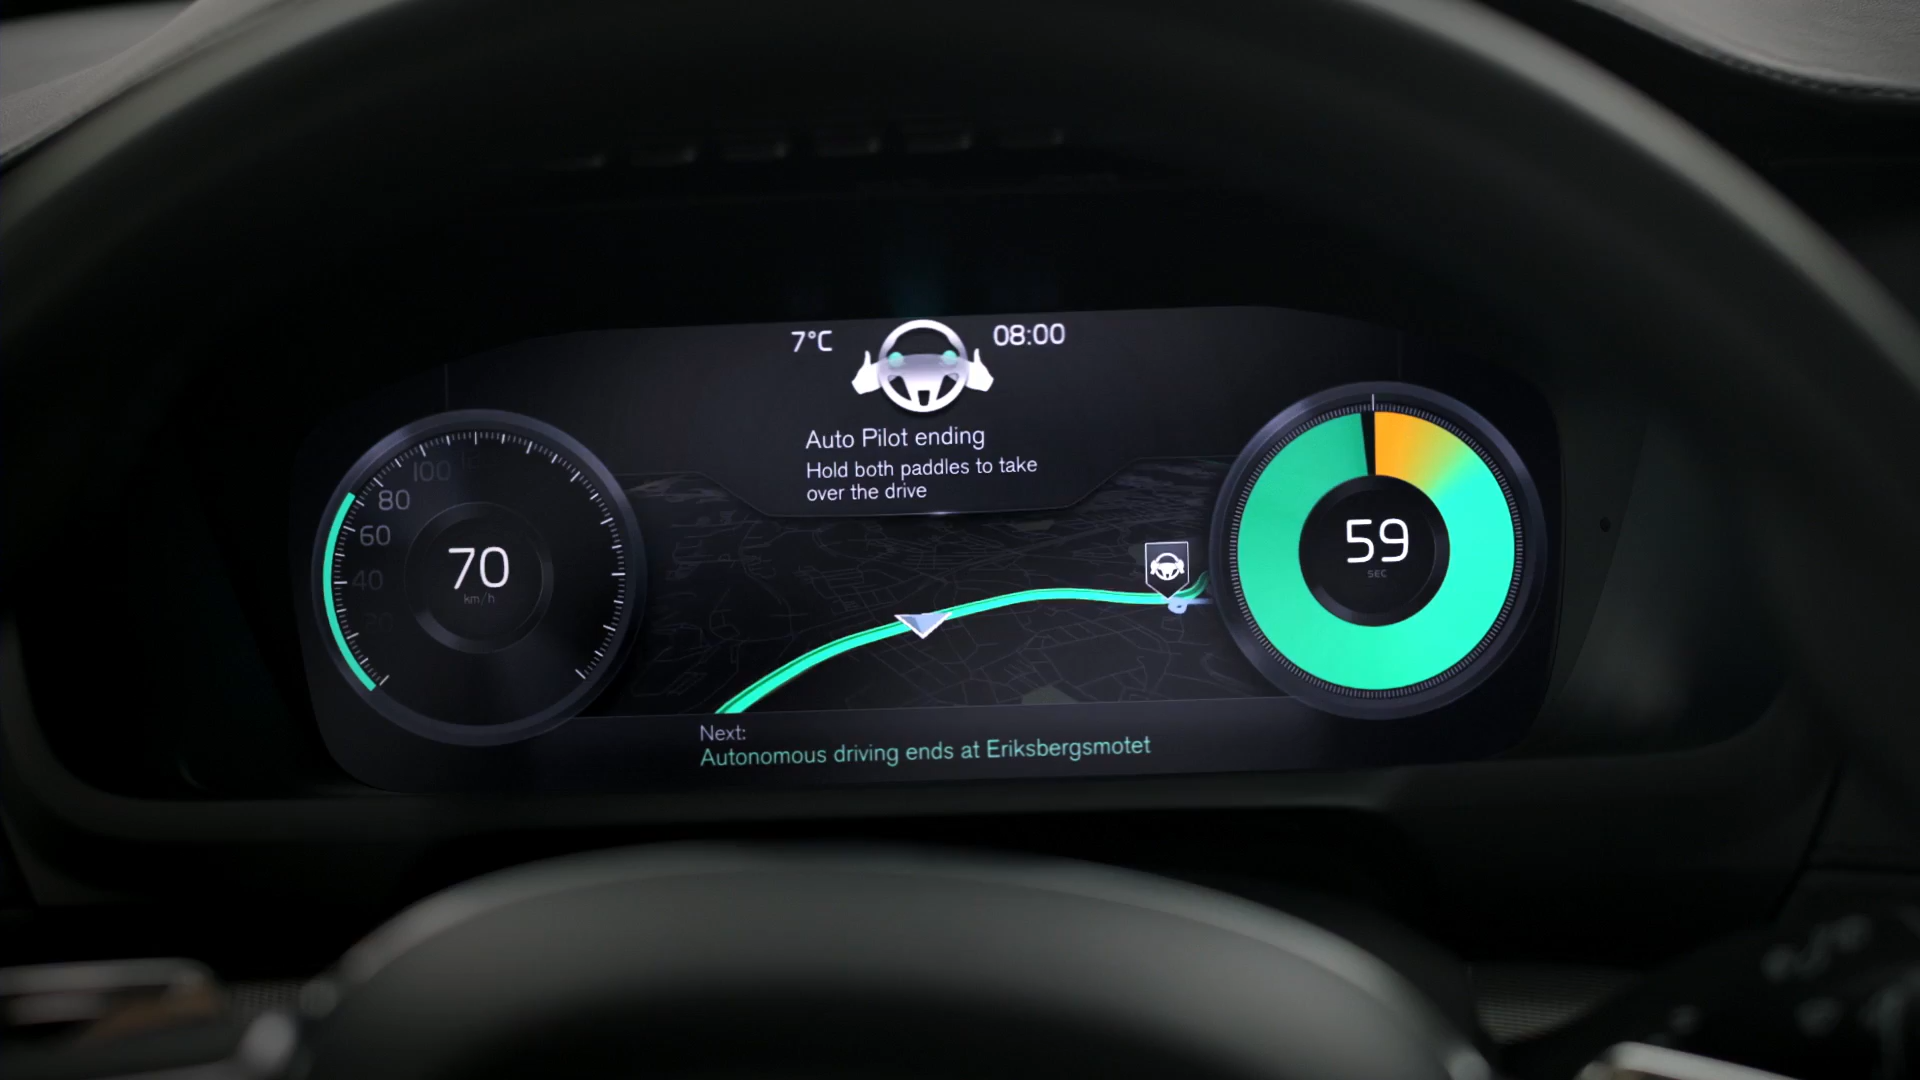 7°C
08:00
Auto Pilot ending
Hold both paddles to take
over the drive
100
80
60
40
20
70
km/h
59
SEC
Next:
Autonomous driving ends at Eriksbergsmotet